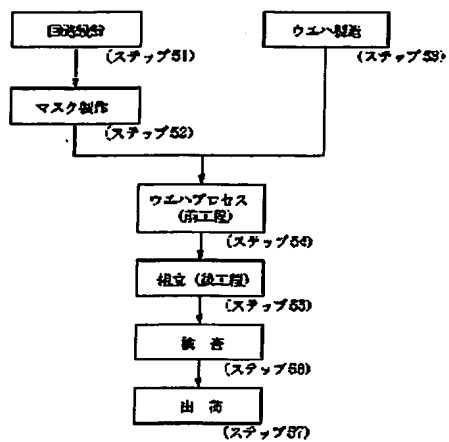 回路設計
(ステップ51)
ウエハ製造
(ステップ53)
マスク製作
(ステップ52)
ウエハプロセス
(前工程)
(ステップ54)
組立(後工程)
(ステップ55)
検 査
(ステップ56)
出 荷
(ステップ57)